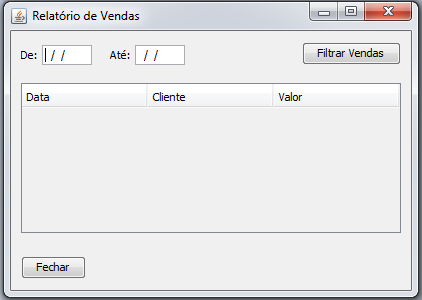 Relatório de Vendas
De: / / Até: / / Filtrar Vendas
Data Cliente Valor
Fechar